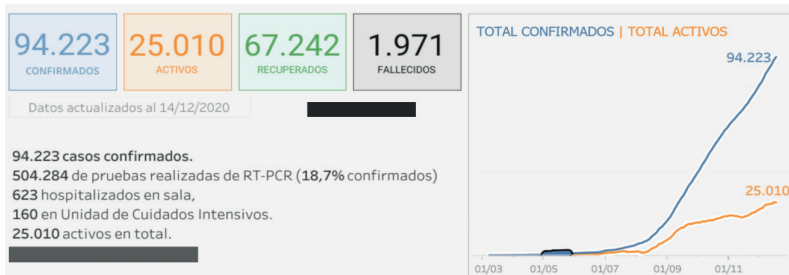 94.223
CONFIRMADOS
25.010
ACTIVOS
67.242
RECUPERADOS
1.971
FALLECIDOS
Datos actualizados al 14/12/2020
94.223 casos confirmados.
504.284 de pruebas realizadas de RT-PCR (18,7% confirmados)
623 hospitalizados en sala,
160 en Unidad de Cuidados Intensivos.
25.010 activos en total.
TOTAL CONFIRMADOS | TOTAL ACTIVOS
94.223
25.010
01/03 01/05 01/07 01/09 01/11